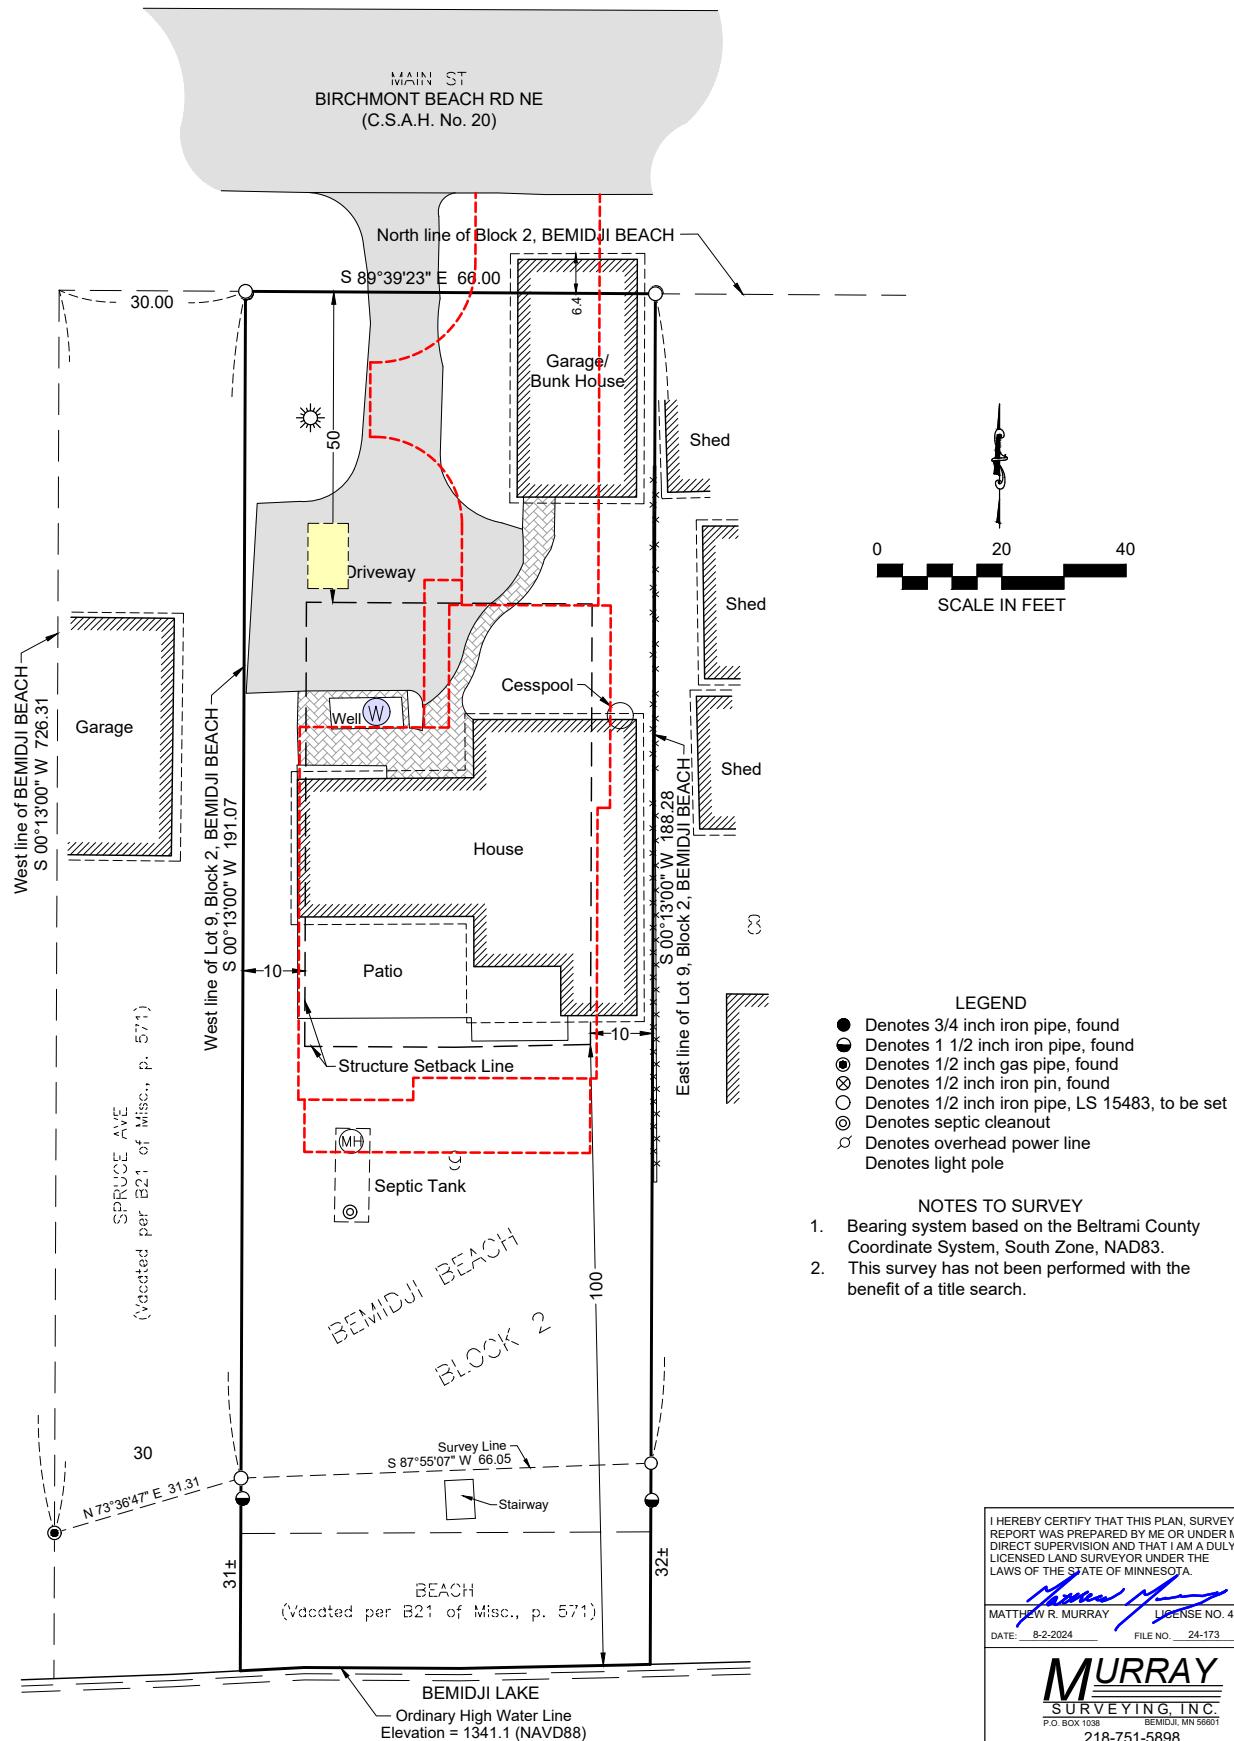 MAIN ST
BIRCHMONT BEACH RD NE
(C.S.A.H. No. 20)
North line of Block 2, BEMIDJI BEACH
S 89°39'23" E 66.00
30.00
6.4
Garage/
Bunk House
50
Shed
0 20 40
SCALE IN FEET
Driveway
Shed
West line of BEMIDJI BEACH
S 00°13'00" W 726.31
Garage
Cesspool
Well
W
Shed
West line of Lot 9, Block 2, BEMIDJI BEACH
S 00°13'00" W 191.07
House
East line of Lot 9, Block 2, BEMIDJI BEACH
S 00°13'00" W 188.28
8
10
Patio
10
Structure Setback Line
LEGEND
Denotes 3/4 inch iron pipe, found
Denotes 1 1/2 inch iron pipe, found
Denotes 1/2 inch gas pipe, found
Denotes 1/2 inch iron pin, found
Denotes 1/2 inch iron pipe, LS 15483, to be set
Denotes septic cleanout
Denotes overhead power line
Denotes light pole
SPRUCE AVE
(Vacated per B21 of Misc., p. 571)
MH
9
Septic Tank
NOTES TO SURVEY
1. Bearing system based on the Beltrami County
Coordinate System, South Zone, NAD83.
2. This survey has not been performed with the
benefit of a title search.
BEMIDJI BEACH
BLOCK 2
100
30
Survey Line
S 87°55'07" W 66.05
N 73°36'47" E 31.31
Stairway
31±
32±
BEACH
(Vacated per B21 of Misc., p. 571)
BEMIDJI LAKE
Ordinary High Water Line
Elevation = 1341.1 (NAVD88)
I HEREBY CERTIFY THAT THIS PLAN, SURVEY
REPORT WAS PREPARED BY ME OR UNDER M
DIRECT SUPERVISION AND THAT I AM A DULY
LICENSED LAND SURVEYOR UNDER THE
LAWS OF THE STATE OF MINNESOTA.
Matthew Murray
MATTHEW R. MURRAY LICENSE NO. 4
DATE: 8-2-2024 FILE NO. 24-173
MURRAY
SURVEYING, INC.
P.O. BOX 1038 BEMIDJI, MN 56601
218-751-5898